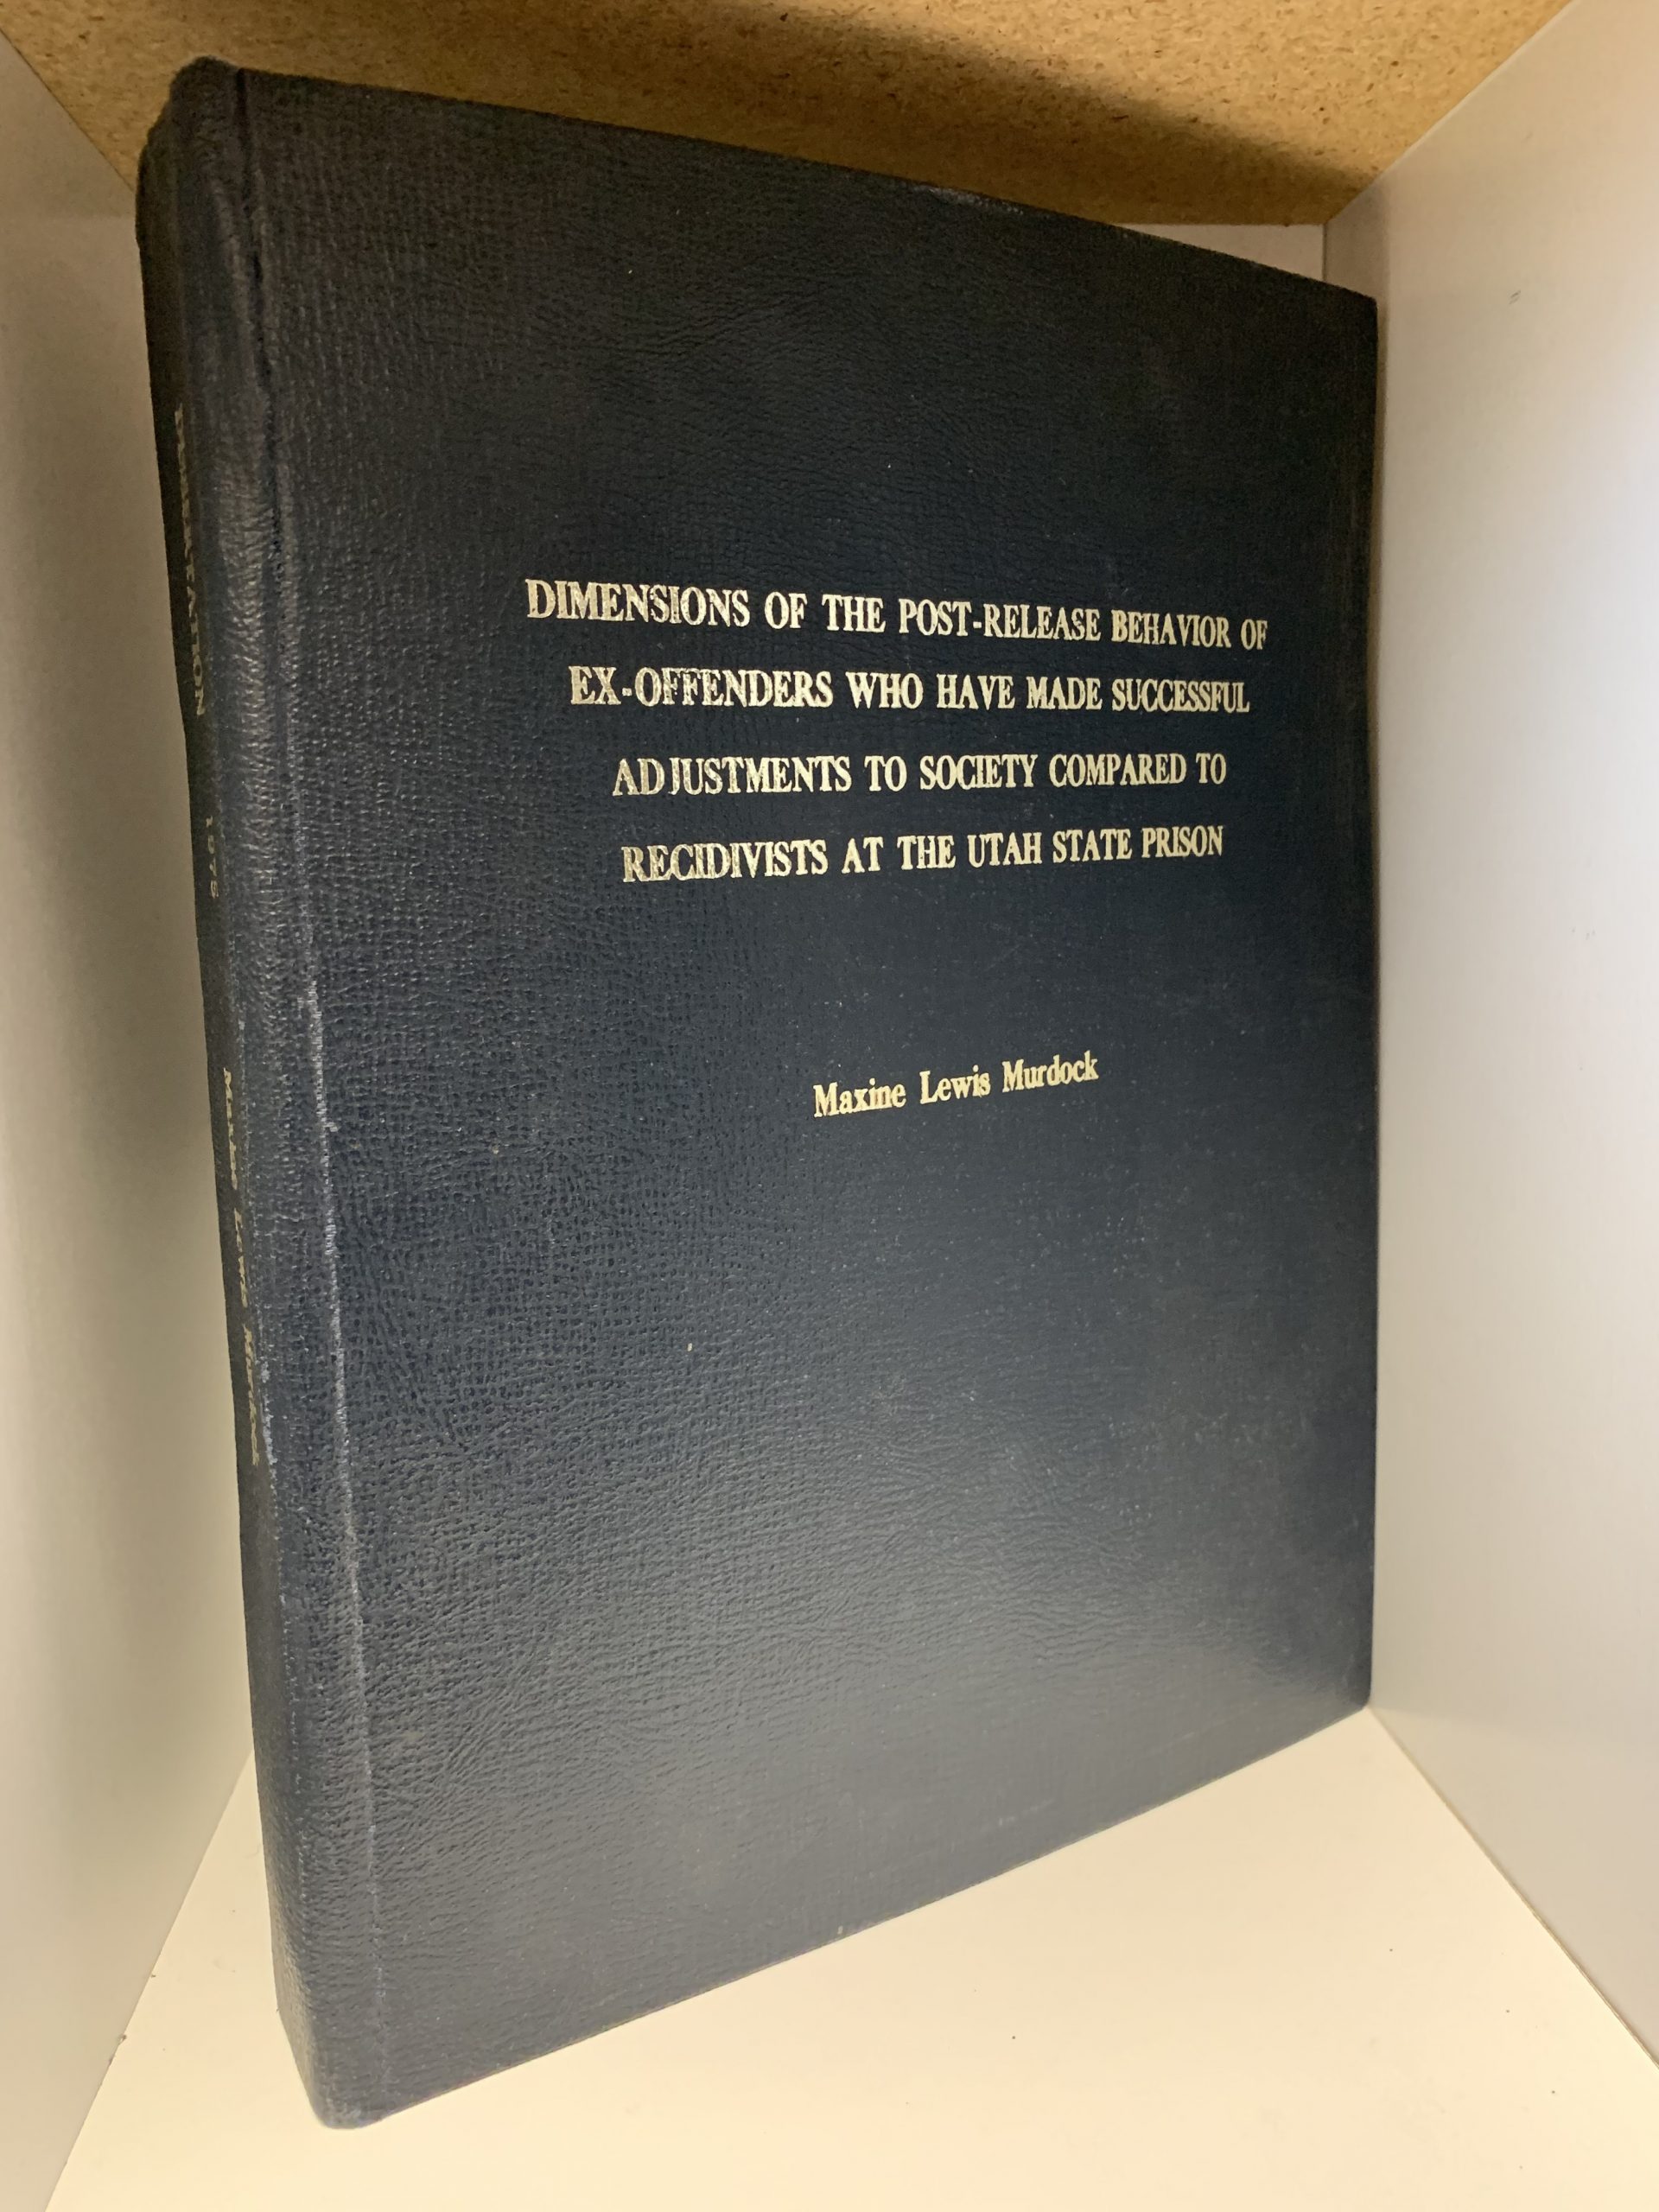 DIMENSIONS OF THE POST-RELEASE BEHAVIOR OF
EX-OFFENDERS WHO HAVE MADE SUCCESSFUL
ADJUSTMENTS TO SOCIETY COMPARED TO
RECIDIVISTS AT THE UTAH STATE PRISON
Maxine Lewis Murdock
DISSERTATION
1975
Maxine Lewis Murdock